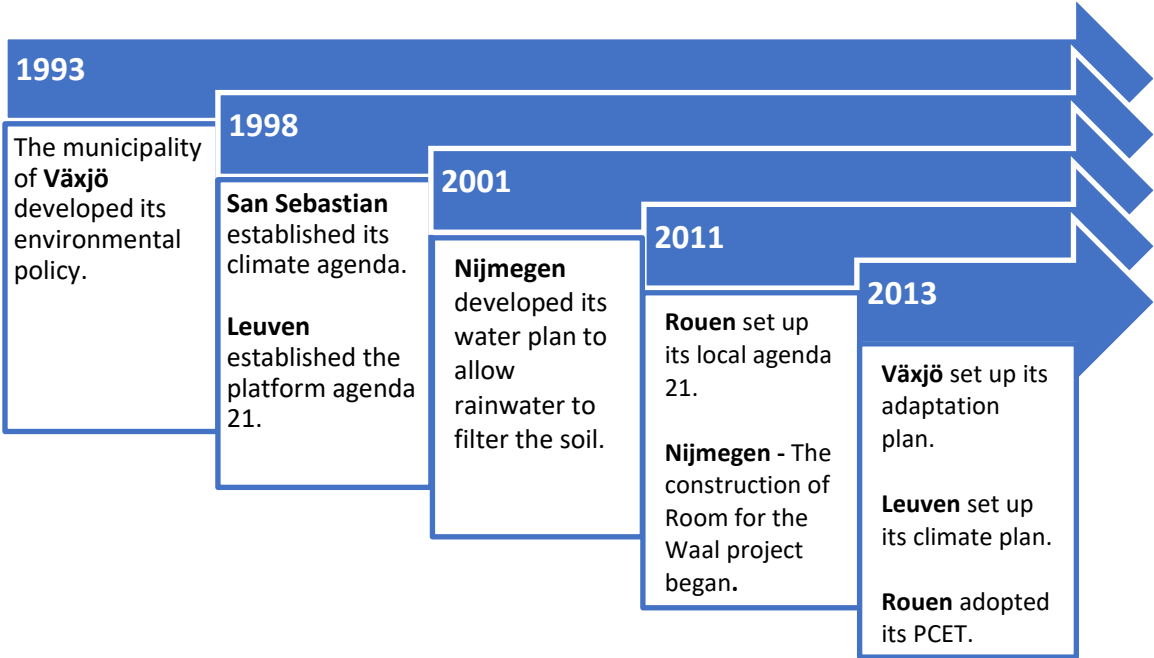 1993
The municipality
of Växjö
developed its
environmental
policy.
1998
San Sebastian
established its
climate agenda.
Leuven
established the
platform agenda
21.
2001
Nijmegen
developed its
water plan to
allow
rainwater to
filter the soil.
2011
Rouen set up
its local agenda
21.
Nijmegen - The
construction of
Room for the
Waal project
began.
2013
Växjö set up its
adaptation
plan.
Leuven set up
its climate plan.
Rouen adopted
its PCET.